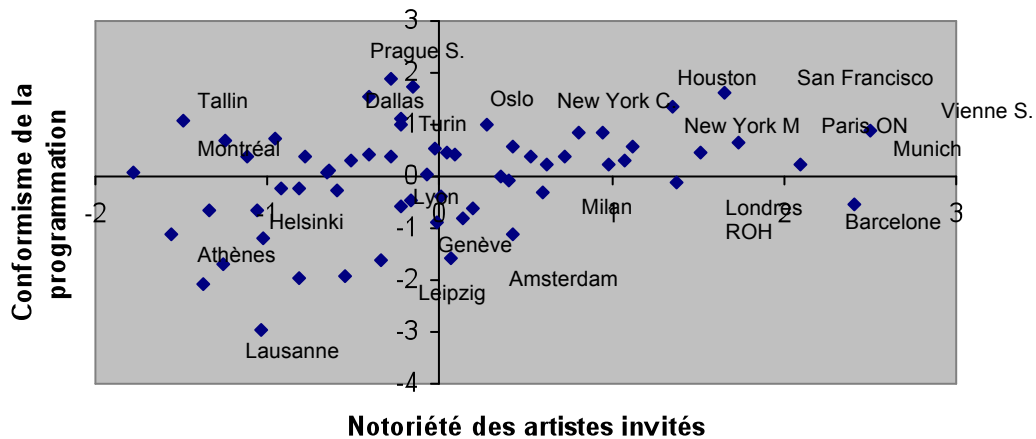 3
Prague S.
2
Houston
San Francisco
Tallin
Dallas
Oslo
New York C
Vienne S.
1
Turin
New York M
Paris ON
Montréal
Munich
0
-2
-1
0
1
2
3
Lyon
Milan
Londres
ROH
Barcelone
Helsinki
-1
Genève
Athènes
Amsterdam
-2
Leipzig
-3
Lausanne
-4
Conformisme de la
programmation
Notoriété des artistes invités